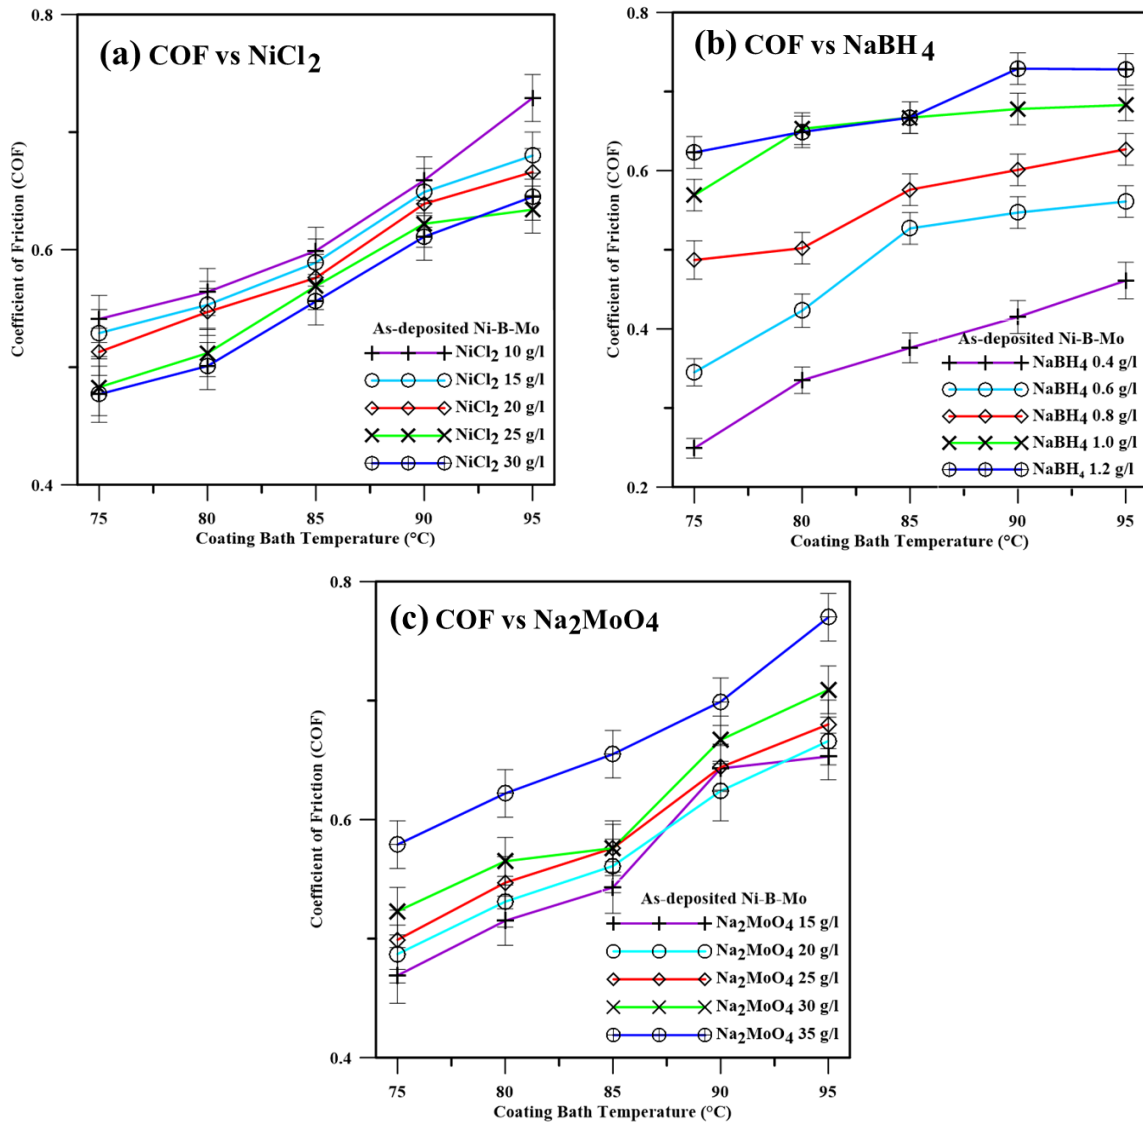 (a) COF vs NiCl2
Coefficient of Friction (COF)
0.8
0.6
0.4
As-deposited Ni-B-Mo
NiCl2 10 g/l
NiCl2 15 g/l
NiCl2 20 g/l
NiCl2 25 g/l
NiCl2 30 g/l
75 80 85 90 95
Coating Bath Temperature (°C)
(b) COF vs NaBH4
Coefficient of Friction (COF)
0.8
0.6
0.4
0.2
As-deposited Ni-B-Mo
NaBH4 0.4 g/l
NaBH4 0.6 g/l
NaBH4 0.8 g/l
NaBH4 1.0 g/l
NaBH4 1.2 g/l
75 80 85 90 95
Coating Bath Temperature (°C)
(c) COF vs Na2MoO4
Coefficient of Friction (COF)
0.8
0.6
0.4
As-deposited Ni-B-Mo
Na2MoO4 15 g/l
Na2MoO4 20 g/l
Na2MoO4 25 g/l
Na2MoO4 30 g/l
Na2MoO4 35 g/l
75 80 85 90 95
Coating Bath Temperature (°C)